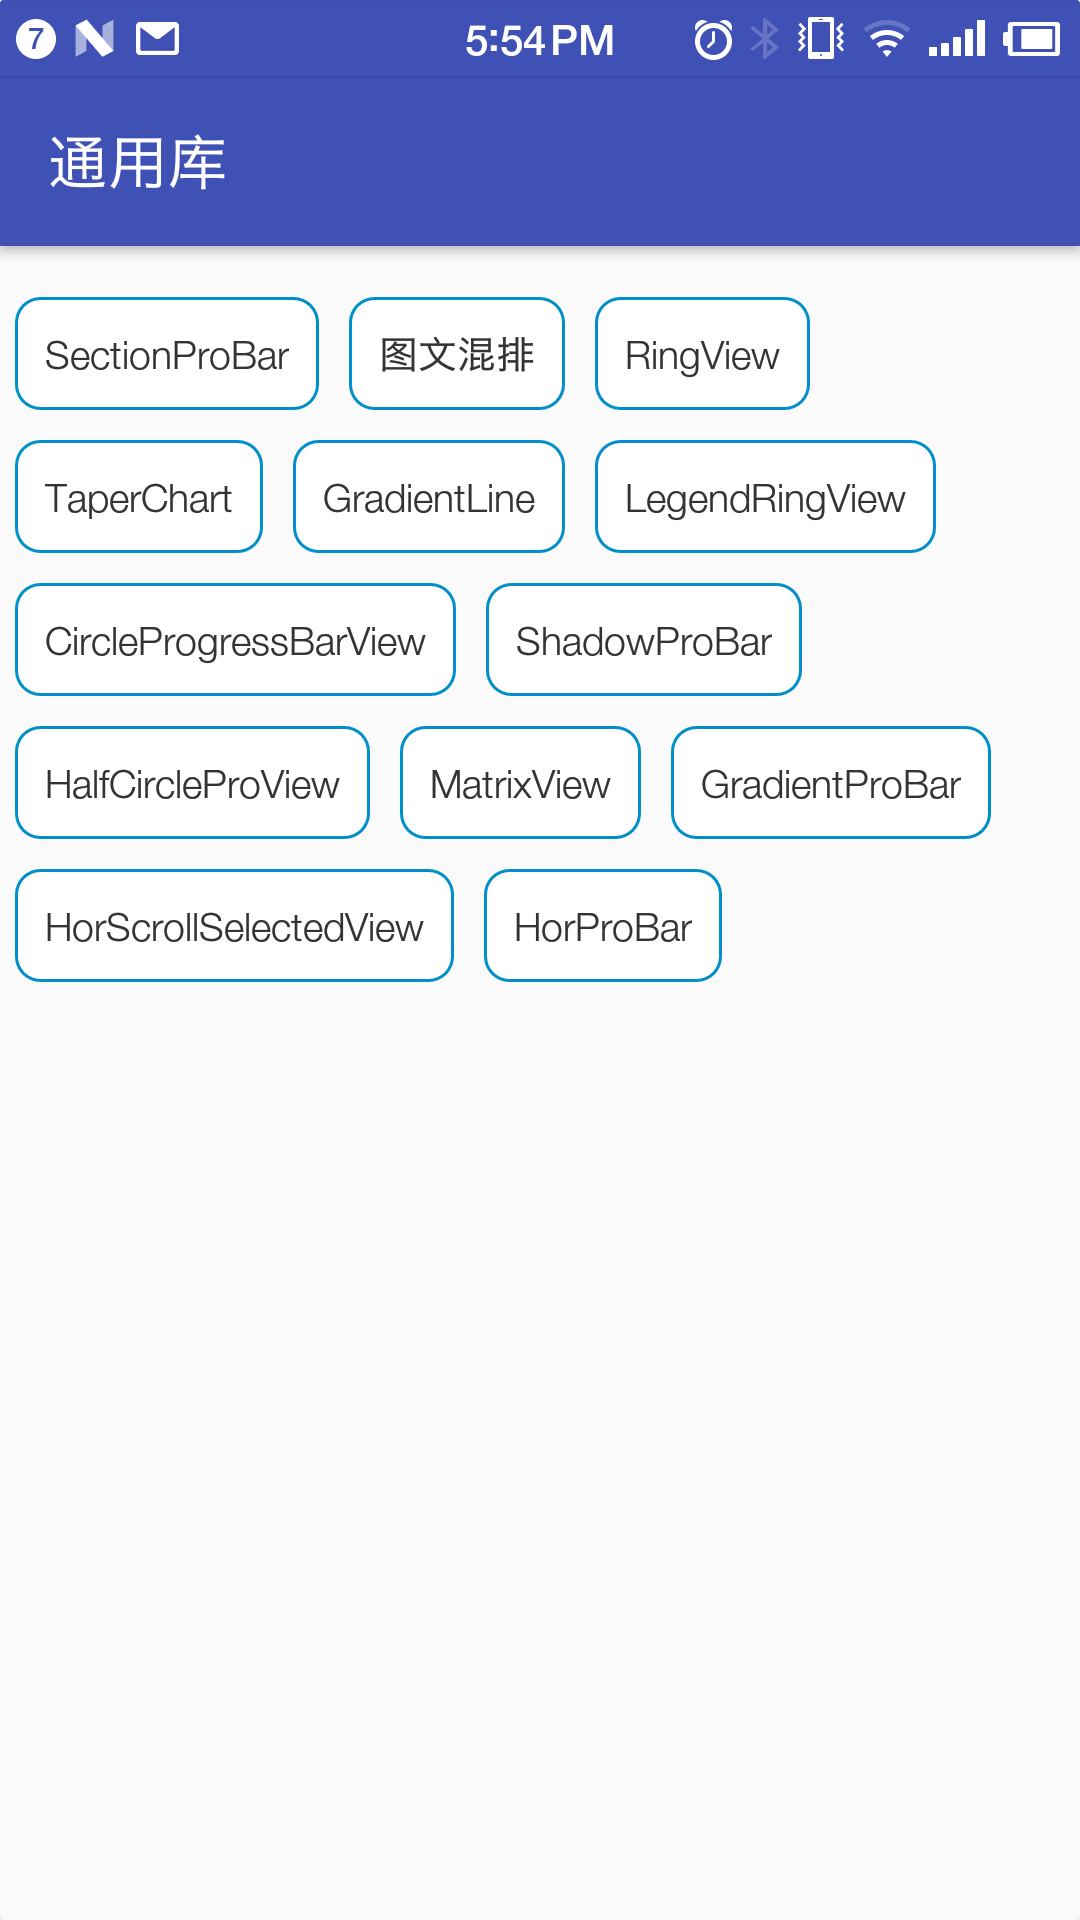 7 5:54 PM
通用库
SectionProBar 图文混排 RingView
TaperChart GradientLine LegendRingView
CircleProgressBarView ShadowProBar
HalfCircleProView MatrixView GradientProBar
HorScrollSelectedView HorProBar